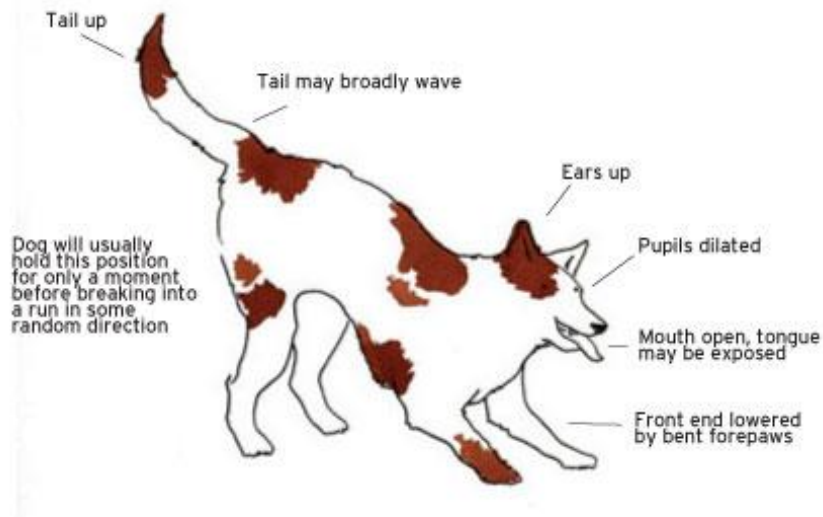 Tail up
Tail may broadly wave
Ears up
Dog will usually
hold this position
for only a moment
before breaking into
a run in some
random direction
Pupils dilated
Mouth open, tongue
may be exposed
Front end lowered
by bent forepaws